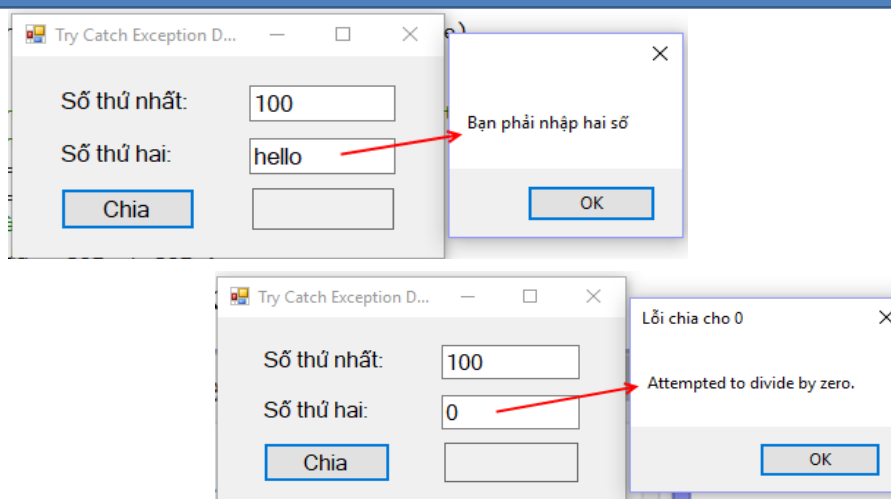 Try Catch Exception D...
Số thứ nhất:
100
Số thứ hai:
hello
Chia
Bạn phải nhập hai số
OK
Try Catch Exception D...
Số thứ nhất:
100
Số thứ hai:
0
Chia
Lỗi chia cho 0
Attempted to divide by zero.
OK